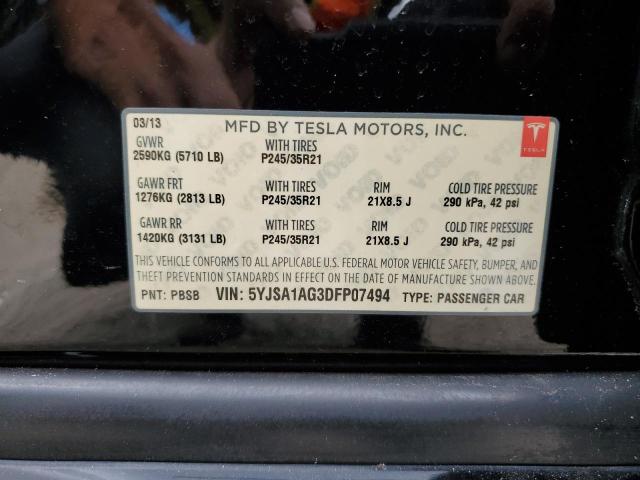 03/13 MFD BY TESLA MOTORS, INC.
TESLA
GVWR WITH TIRES
2590KG (5710 LB) P245/35R21
GAWR FRT WITH TIRES RIM COLD TIRE PRESSURE
1276KG (2813 LB) P245/35R21 21X8.5 J 290 kPa, 42 psi
GAWR RR WITH TIRES RIM COLD TIRE PRESSURE
1420KG (3131 LB) P245/35R21 21X8.5 J 290 kPa, 42 psi
THIS VEHICLE CONFORMS TO ALL APPLICABLE U.S. FEDERAL MOTOR VEHICLE SAFETY, BUMPER, AND
THEFT PREVENTION STANDARDS IN EFFECT ON THE DATE OF MANUFACTURE SHOWN ABOVE.
PNT: PBSB VIN: 5YJSA1AG3DFP07494 TYPE: PASSENGER CAR